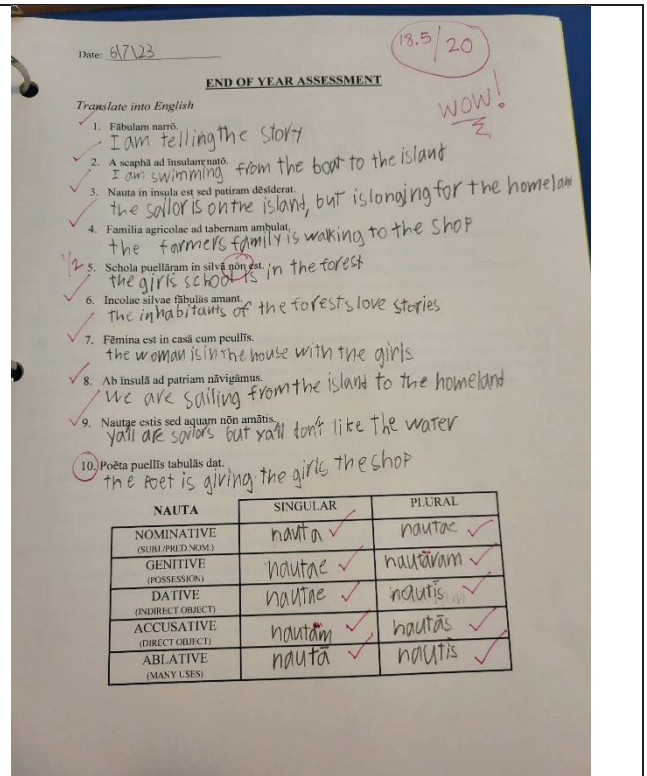 Date: 6/7/23
18.5/20
END OF YEAR ASSESSMENT
WOW!
Translate into English
1. Fābulam narrō.
I am telling the story
2. A scaphā ad īnsulam natō.
I am swimming from the boat to the island
3. Nauta in insula est sed patiram dēsīderat.
the sailor is on the island, but is longing for the homelan
4. Familia agricolae ad tabernam ambulat.
the farmers family is walking to the shop
1/2 5. Schola puellāram in silvā nōn est.
the girls school is in the forest
6. Incolae silvae fābulās amant.
the inhabitants of the forests love stories
7. Fēmina est in casā cum pcullīs.
the woman is in the house with the girls
8. Ab īnsulā ad patriam nāvigāmus.
we are sailing from the island to the homeland
9. Nautae estis sed aquam nōn amātis.
ya'll are sailors but ya'll don't like the water
10. Poēta puellīs tabulās dat.
the Poet is giving the girls the shop
NAUTA SINGULAR PLURAL
NOMINATIVE nauta nautae
(SUBJ./PRED.NOM.)
GENITIVE nautae nautāram
(POSSESSION)
DATIVE nautae nautīs
(INDIRECT OBJECT)
ACCUSATIVE nautam nautās
(DIRECT OBJECT)
ABLATIVE nautā nautīs
(MANY USES)